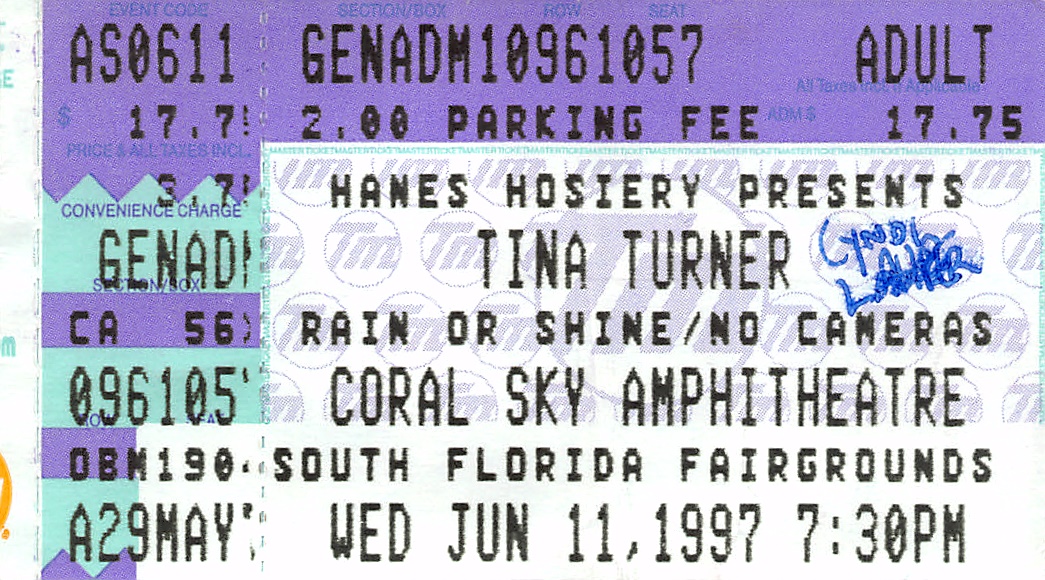 EVENT CODE SECTION/BOX ROW SEAT
AS0611 GENADM10961057 ADULT
All Taxes Incl. If Applicable
$ 17.7 2.00 PARKING FEE ADM $ 17.75
PRICE & ALL TAXES INCL.
3.7 HANES HOSIERY PRESENTS
CONVENIENCE CHARGE
GENAD TINA TURNER CYNDI LAUPER
SECTION/BOX
CA 56 RAIN OR SHINE/NO CAMERAS
096105 CORAL SKY AMPHITHEATRE
ROW SEAT
OBM190 SOUTH FLORIDA FAIRGROUNDS
A29MAY WED JUN 11,1997 7:30PM